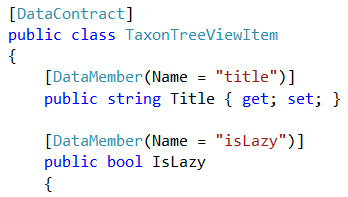 [DataContract]
public class TaxonTreeViewItem
{
    [DataMember(Name = "title")]
    public string Title { get; set; }
    [DataMember(Name = "isLazy")]
    public bool IsLazy
    {